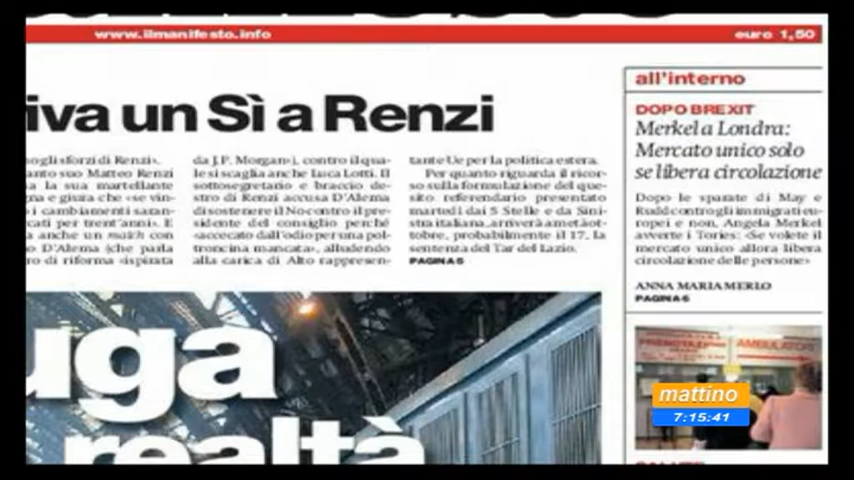 www.ilmanifesto.info
euro 1,50
iva un Sì a Renzi
gli sforzi di Renzi».
anto suo Matteo Renzi
la sua martellante
e giura che «se vin-
i cambiamenti saran-
cati per trent'anni». E
anche un match con
D'Alema (che parla
di riforma «ispirata
da J.P. Morgan»), contro il qua-
le si scaglia anche Luca Lotti. Il
sottosegretario e braccio de-
stro di Renzi accusa D'Alema
di sostenere il No contro il pre-
sidente del consiglio perché
«accecato dall'odio per una pol-
troncina mancata», alludendo
alla carica di Alto rappresen-
tante Ue per la politica estera.
Per quanto riguarda il ricor-
so sulla formulazione del que-
sito referendario presentato
martedì dai 5 Stelle e da Sini-
stra italiana, arriverà a metà ot-
tobre, probabilmente il 17, la
sentenza del Tar del Lazio.
PAGINA 5
all'interno
DOPO BREXIT
Merkel a Londra:
Mercato unico solo
se libera circolazione
Dopo le sparate di May e
Rudd contro gli immigrati eu-
ropei e non, Angela Merkel
avverte i Tories: «Se volete il
mercato unico allora libera
circolazione delle persone»
ANNA MARIA MERLO
PAGINA 6
uga
realtà
PRENOTAZIONI
AMBULATORI
mattino
7:15:41